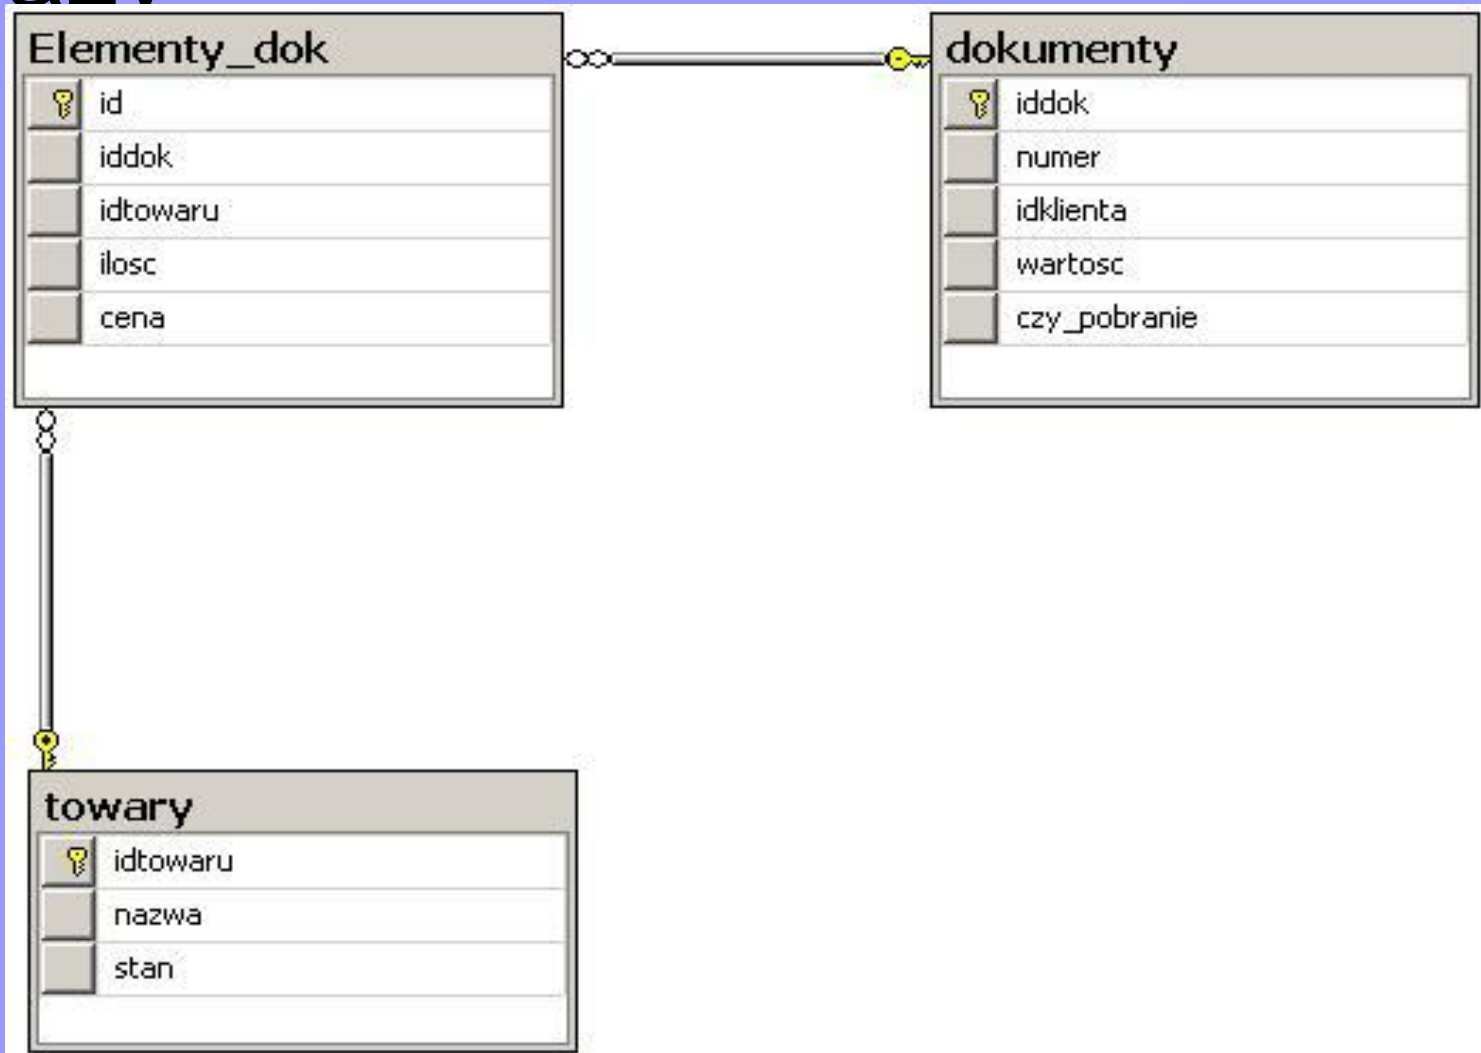 Elementy_dok
id
iddok
idtowaru
ilosc
cena
dokumenty
iddok
numer
idklienta
wartosc
czy_pobranie
towary
idtowaru
nazwa
stan